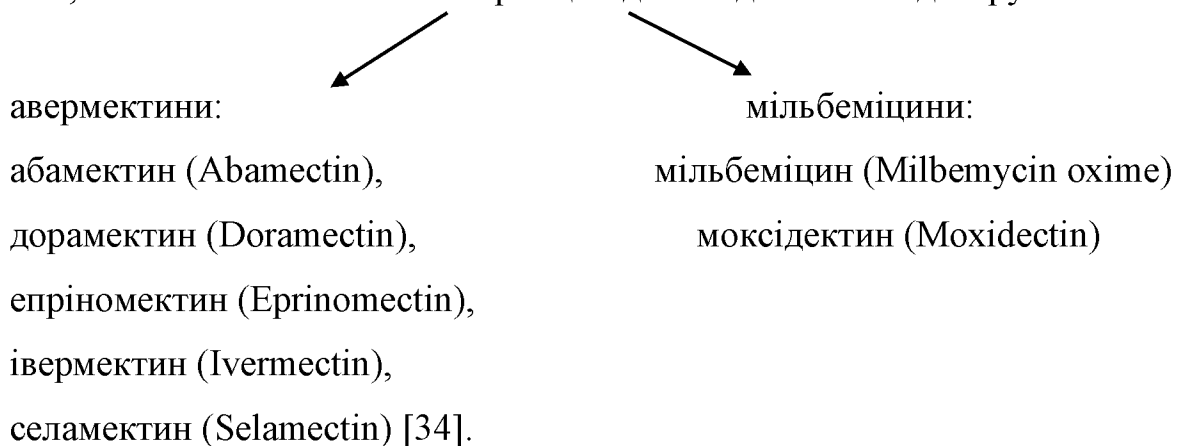 авермектини:
мільбеміцини:
абамектин (Abamectin),
мільбеміцин (Milbemycin oxime)
дорамектин (Doramectin),
моксідектин (Moxidectin)
епріномектин (Eprinomectin),
івермектин (Ivermectin),
селамектин (Selamectin) [34].